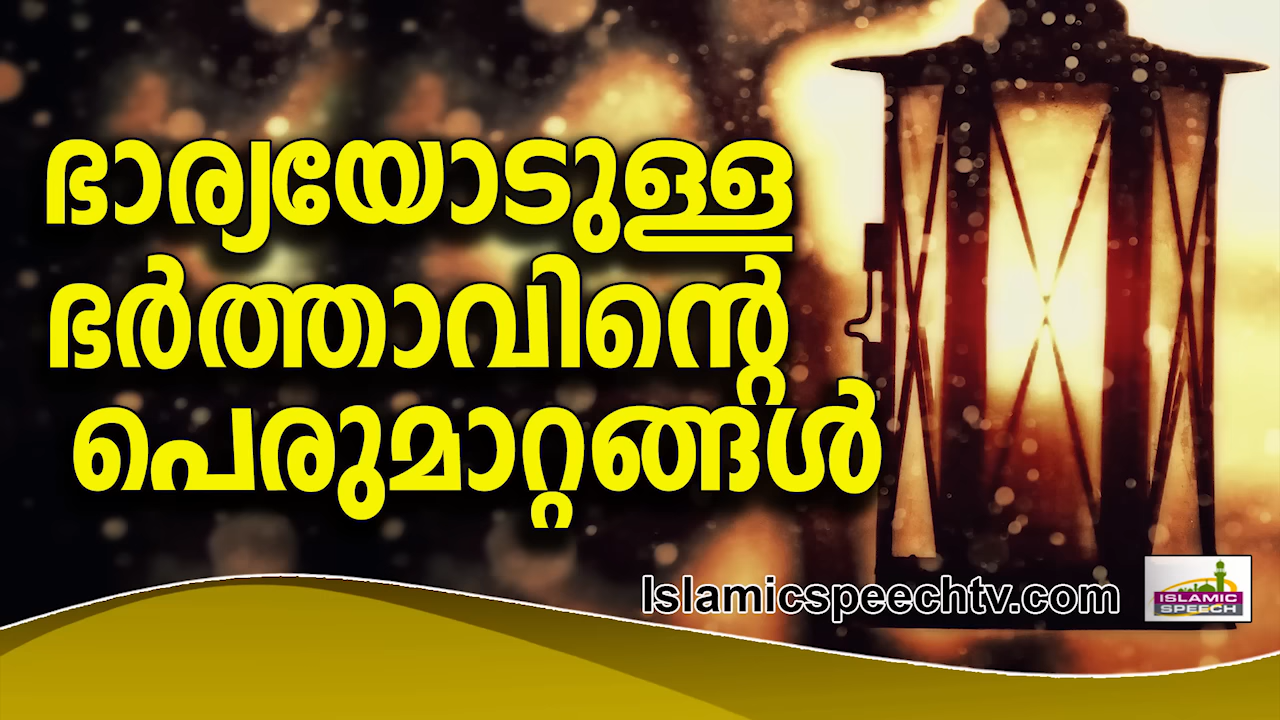 ഭാര്യയോടുള്ള
ഭർത്താവിന്റെ
പെരുമാറ്റങ്ങൾ
Islamicspeechtv.com
ISLAMIC
SPEECH